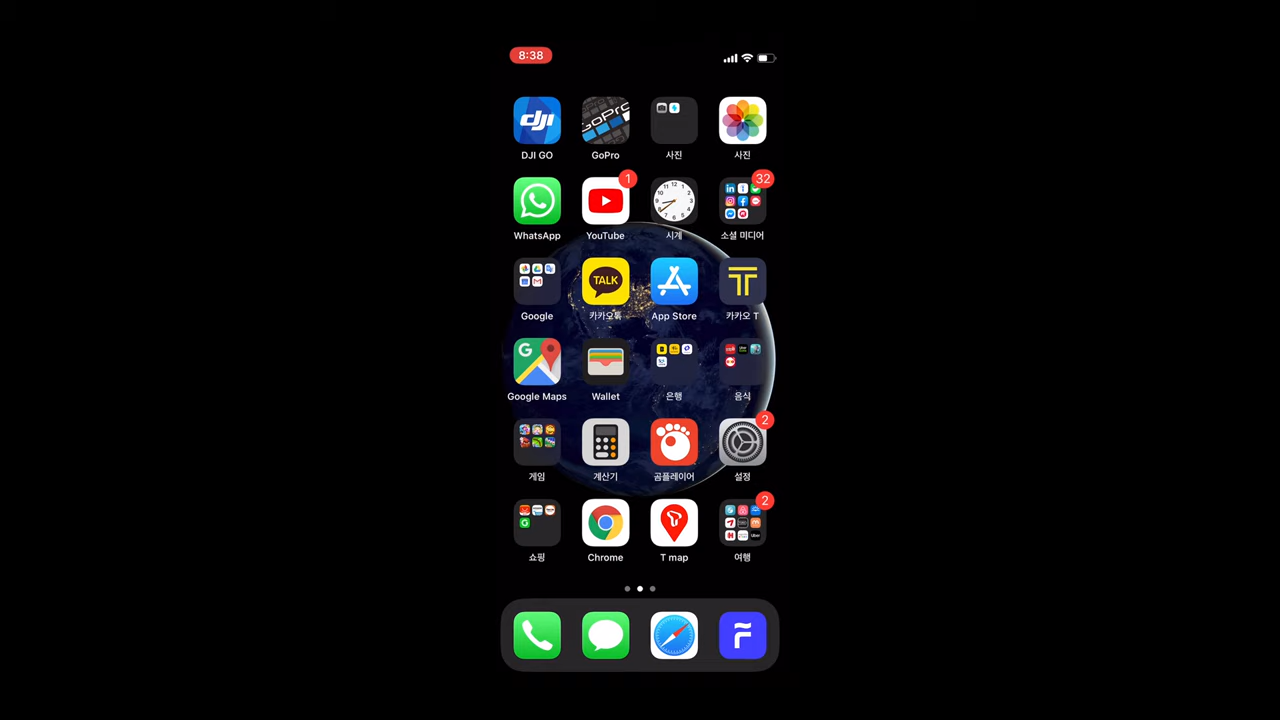 8:38
dji
GoPro
DJI GO
GoPro
사진
사진
1
32
WhatsApp
YouTube
시계
소셜 미디어
TALK
Google
카카오톡
App Store
카카오 T
G
Google Maps
Wallet
은행
음식
2
게임
계산기
곰플레이어
설정
2
쇼핑
Chrome
T map
여행